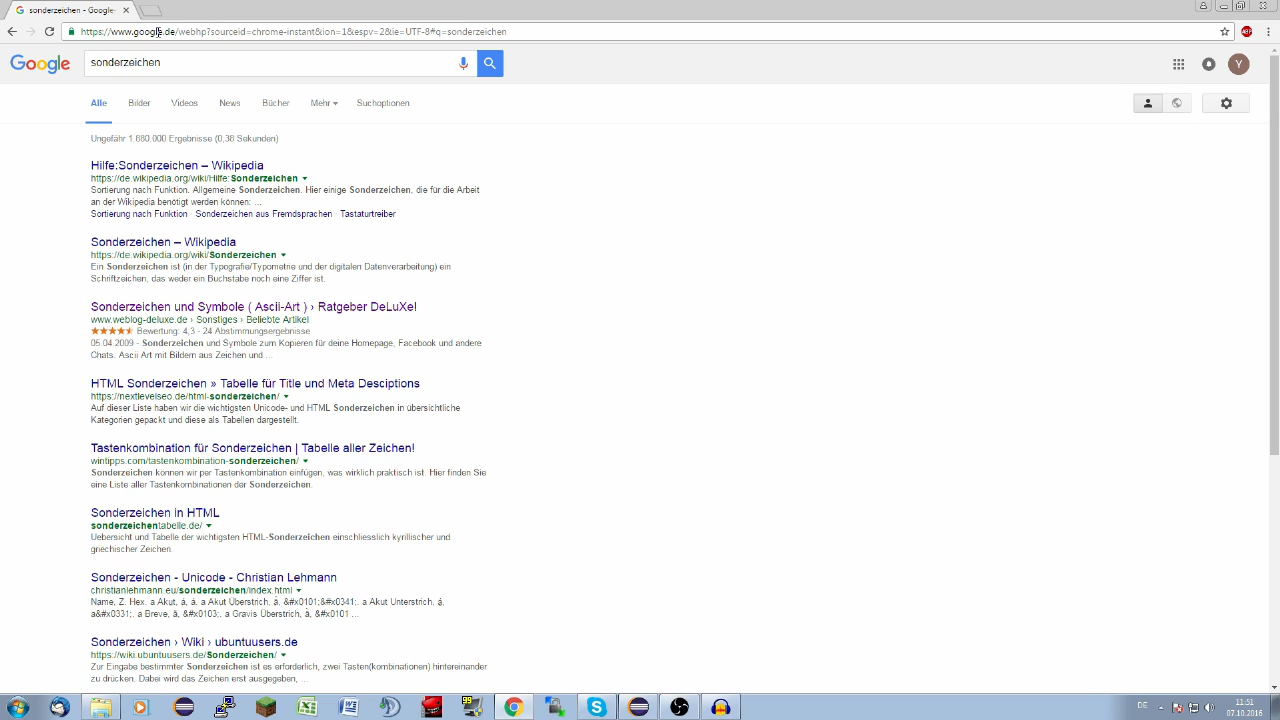 sonderzeichen - Google-
https://www.google.de/webhp?sourceid=chrome-instant&ion=1&espv=2&ie=UTF-8#q=sonderzeichen
ABP
Google
sonderzeichen
Y
Alle Bilder Videos News Bücher Mehr Suchoptionen
Ungefähr 1.680.000 Ergebnisse (0,38 Sekunden)
Hilfe:Sonderzeichen – Wikipedia
https://de.wikipedia.org/wiki/Hilfe:Sonderzeichen
Sortierung nach Funktion. Allgemeine Sonderzeichen. Hier einige Sonderzeichen, die für die Arbeit
an der Wikipedia benötigt werden können: ...
Sortierung nach Funktion · Sonderzeichen aus Fremdsprachen · Tastaturtreiber
Sonderzeichen – Wikipedia
https://de.wikipedia.org/wiki/Sonderzeichen
Ein Sonderzeichen ist (in der Typografie/Typometrie und der digitalen Datenverarbeitung) ein
Schriftzeichen, das weder ein Buchstabe noch eine Ziffer ist.
Sonderzeichen und Symbole ( Ascii-Art ) › Ratgeber DeLuXe!
www.weblog-deluxe.de › Sonstiges › Beliebte Artikel
Bewertung: 4,3 - 24 Abstimmungsergebnisse
05.04.2009 - Sonderzeichen und Symbole zum Kopieren für deine Homepage, Facebook und andere
Chats. Ascii Art mit Bildern aus Zeichen und ...
HTML Sonderzeichen » Tabelle für Title und Meta Desciptions
https://nextlevelseo.de/html-sonderzeichen/
Auf dieser Liste haben wir die wichtigsten Unicode- und HTML Sonderzeichen in übersichtliche
Kategorien gepackt und diese als Tabellen dargestellt.
Tastenkombination für Sonderzeichen | Tabelle aller Zeichen!
wintipps.com/tastenkombination-sonderzeichen/
Sonderzeichen können wir per Tastenkombination einfügen, was wirklich praktisch ist. Hier finden Sie
eine Liste aller Tastenkombinationen der Sonderzeichen.
Sonderzeichen in HTML
sonderzeichentabelle.de/
Uebersicht und Tabelle der wichtigsten HTML-Sonderzeichen einschliesslich kyrillischer und
griechischer Zeichen.
Sonderzeichen - Unicode - Christian Lehmann
christianlehmann.eu/sonderzeichen/index.html
Name, Z. Hex. a Akut, á, á. a Akut Überstrich, ā́, &#x0101;&#x0341;. a Akut Unterstrich, á̱,
a&#x0331;. a Breve, ă, &#x0103;. a Gravis Überstrich, ā̀, &#x0101 ...
Sonderzeichen › Wiki › ubuntuusers.de
https://wiki.ubuntuusers.de/Sonderzeichen/
Zur Eingabe bestimmter Sonderzeichen ist es erforderlich, zwei Tasten(kombinationen) hintereinander
zu drücken. Dabei wird das Zeichen erst ausgegeben, ...
99
DE
11:51
07.10.2016